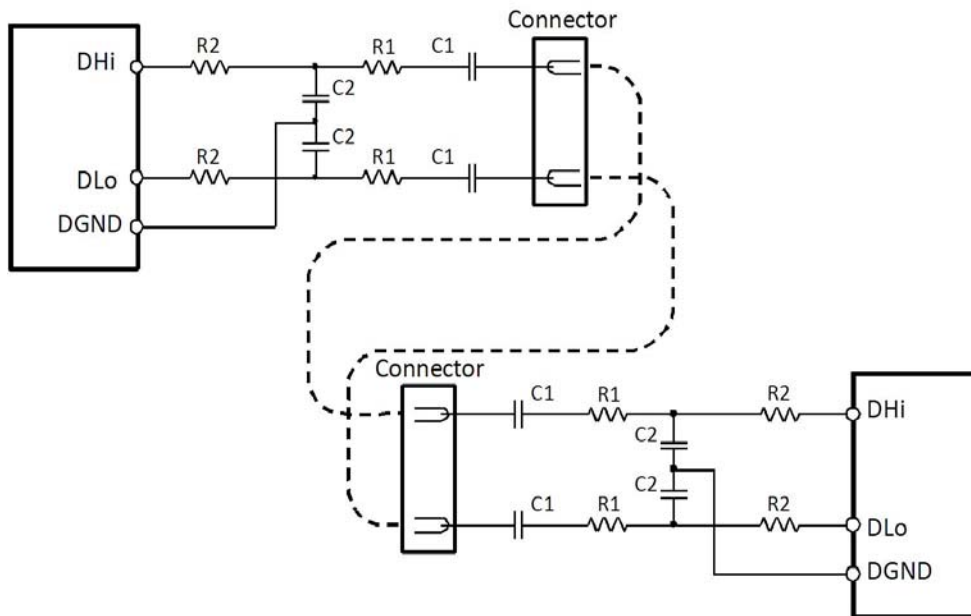 Connector
DHi
R2
R1
C1
C2
C2
DLo
R2
R1
C1
DGND
Connector
C1
R1
R2
DHi
C2
C2
C1
R1
R2
DLo
DGND